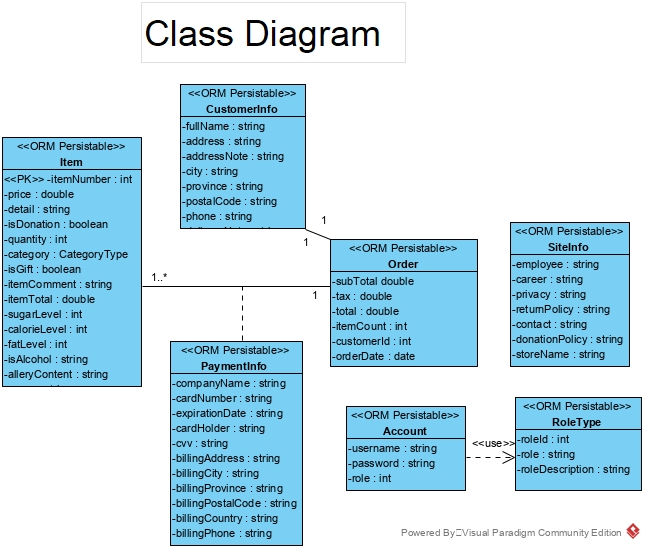 Class Diagram
<<ORM Persistable>>
CustomerInfo
-fullName : string
-address : string
-addressNote : string
-city : string
-province : string
-postalCode : string
-phone : string
<<ORM Persistable>>
Item
<<PK>> -itemNumber : int
-price : double
-detail : string
-isDonation : boolean
-quantity : int
-category : CategoryType
-isGift : boolean
-itemComment : string
-itemTotal : double
-sugarLevel : int
-calorieLevel : int
-fatLevel : int
-isAlcohol : string
-alleryContent : string
1
1
1..*
1
<<ORM Persistable>>
Order
-subTotal double
-tax : double
-total : double
-itemCount : int
-customerId : int
-orderDate : date
<<ORM Persistable>>
SiteInfo
-employee : string
-career : string
-privacy : string
-returnPolicy : string
-contact : string
-donationPolicy : string
-storeName : string
<<ORM Persistable>>
PaymentInfo
-companyName : string
-cardNumber : string
-expirationDate : string
-cardHolder : string
-cvv : string
-billingAddress : string
-billingCity : string
-billingProvince : string
-billingPostalCode : string
-billingCountry : string
-billingPhone : string
<<ORM Persistable>>
Account
-username : string
-password : string
-role : int
<<use>>
<<ORM Persistable>>
RoleType
-roleId : int
-role : string
-roleDescription : string
Powered By Visual Paradigm Community Edition